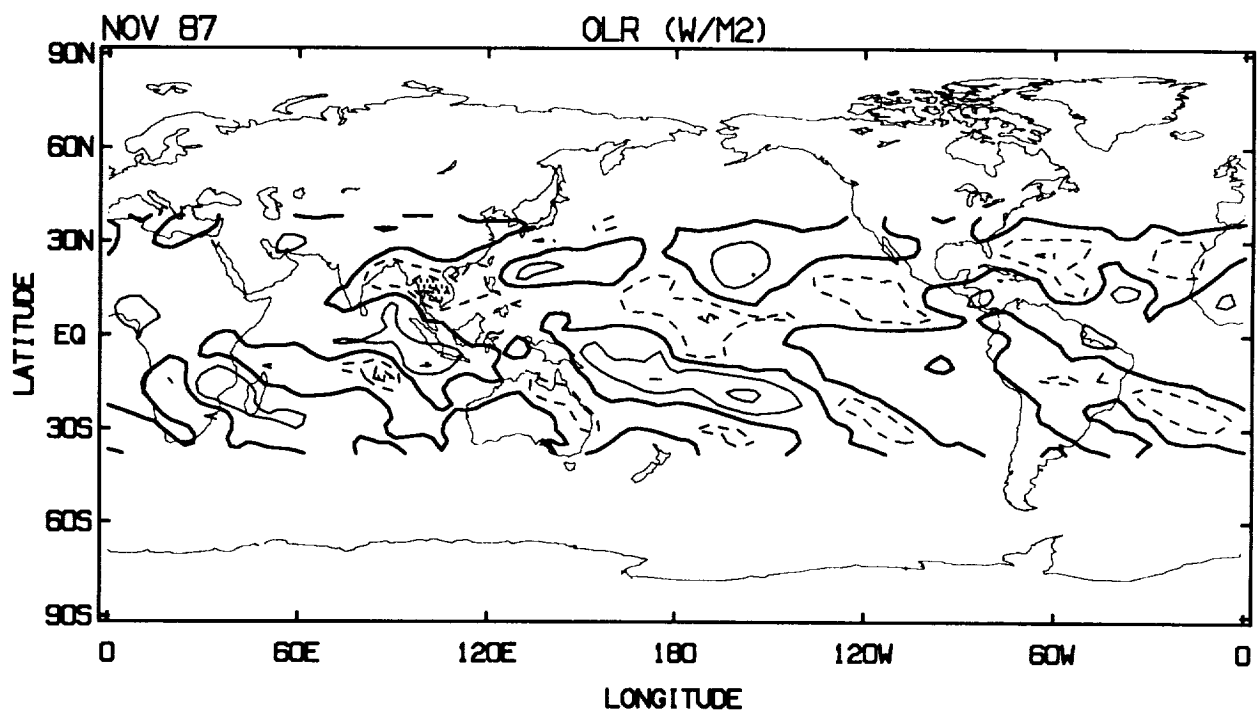 NOV 87 OLR (W/M2)
90N
60N
30N
EQ
30S
60S
90S
LATITUDE
0 60E 120E 180 120W 60W 0
LONGITUDE